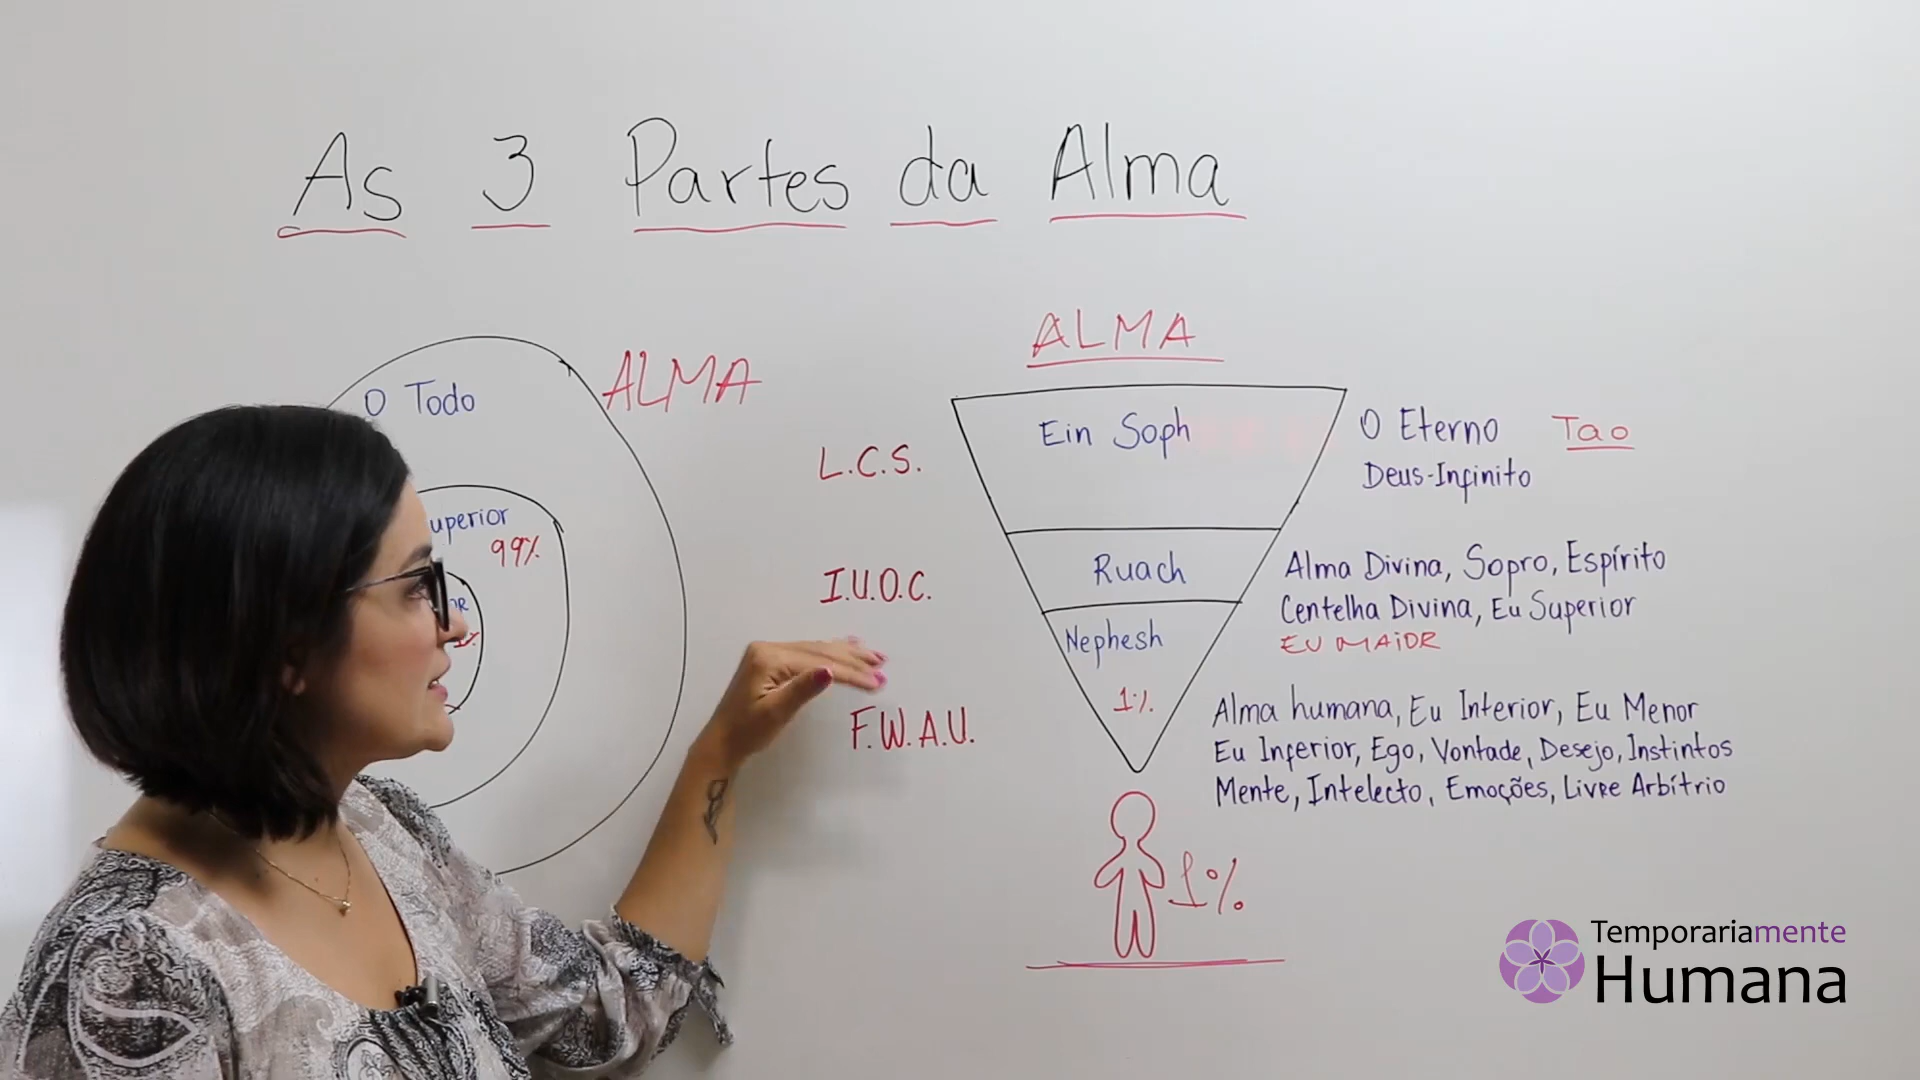 As 3 Partes da Alma
O Todo
ALMA
uperior
99%
OR
1%
L.C.S.
I.U.O.C.
F.W.A.U.
ALMA
Ein Soph
Ruach
Nephesh
1%
O Eterno Tao
Deus-Infinito
Alma Divina, Sopro, Espírito
Centelha Divina, Eu Superior
EU MAIOR
Alma humana, Eu Interior, Eu Menor
Eu Inferior, Ego, Vontade, Desejo, Instintos
Mente, Intelecto, Emoções, Livre Arbítrio
1%
Temporariamente
Humana